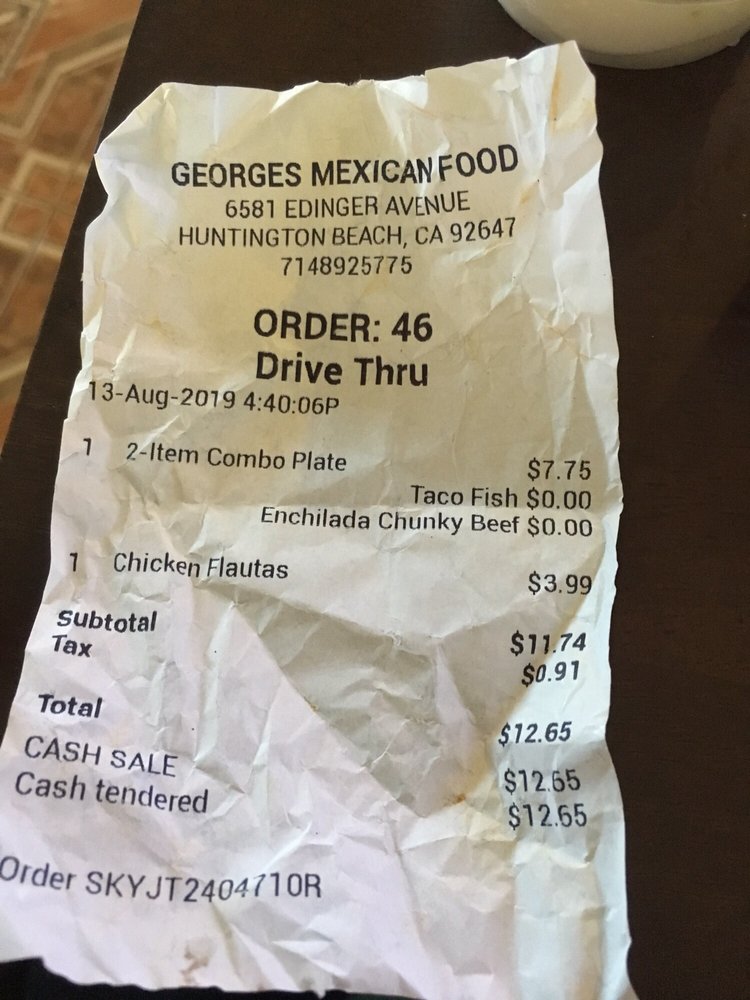 GEORGES MEXICAN FOOD
6581 EDINGER AVENUE
HUNTINGTON BEACH, CA 92647
7148925775
ORDER: 46
Drive Thru
13-Aug-2019 4:40:06P
1 2-Item Combo Plate $7.75
Taco Fish $0.00
Enchilada Chunky Beef $0.00
1 Chicken Flautas $3.99
Subtotal $11.74
Tax $0.91
Total $12.65
CASH SALE $12.65
Cash tendered $12.65
Order SKYJT2404710R